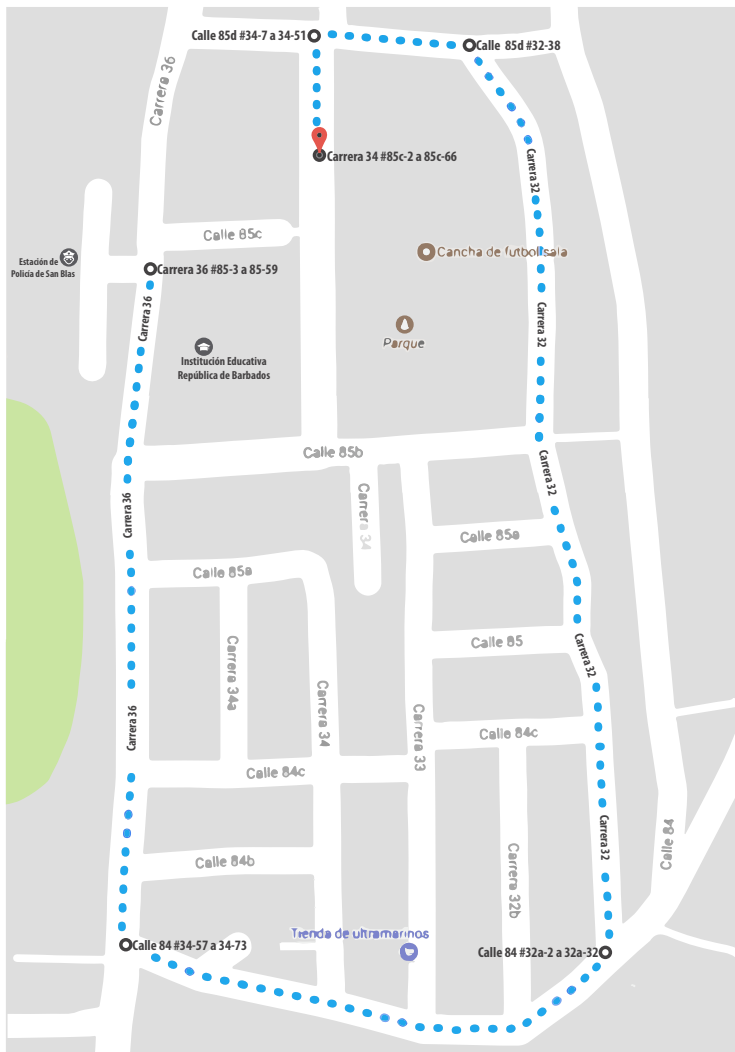 Calle 85d #34-7 a 34-51
Calle 85d #32-38
Carrera 36
Carrera 34 #85c-2 a 85c-66
Carrera 32
Calle 85c
Estación de
Policía de San Blas
Carrera 36 #85-3 a 85-59
Cancha de futbol sala
Carrera 36
Carrera 32
Parque
Institución Educativa
República de Barbados
Calle 85b
Carrera 32
Carrera 36
Carrera 34
Calle 85a
Calle 85a
Calle 85
Carrera 32
Carrera 34a
Carrera 34
Carrera 33
Carrera 36
Calle 84c
Calle 84c
Carrera 32
Calle 84
Calle 84b
Carrera 32b
Tienda de ultramarinos
Calle 84 #34-57 a 34-73
Calle 84 #32a-2 a 32a-32